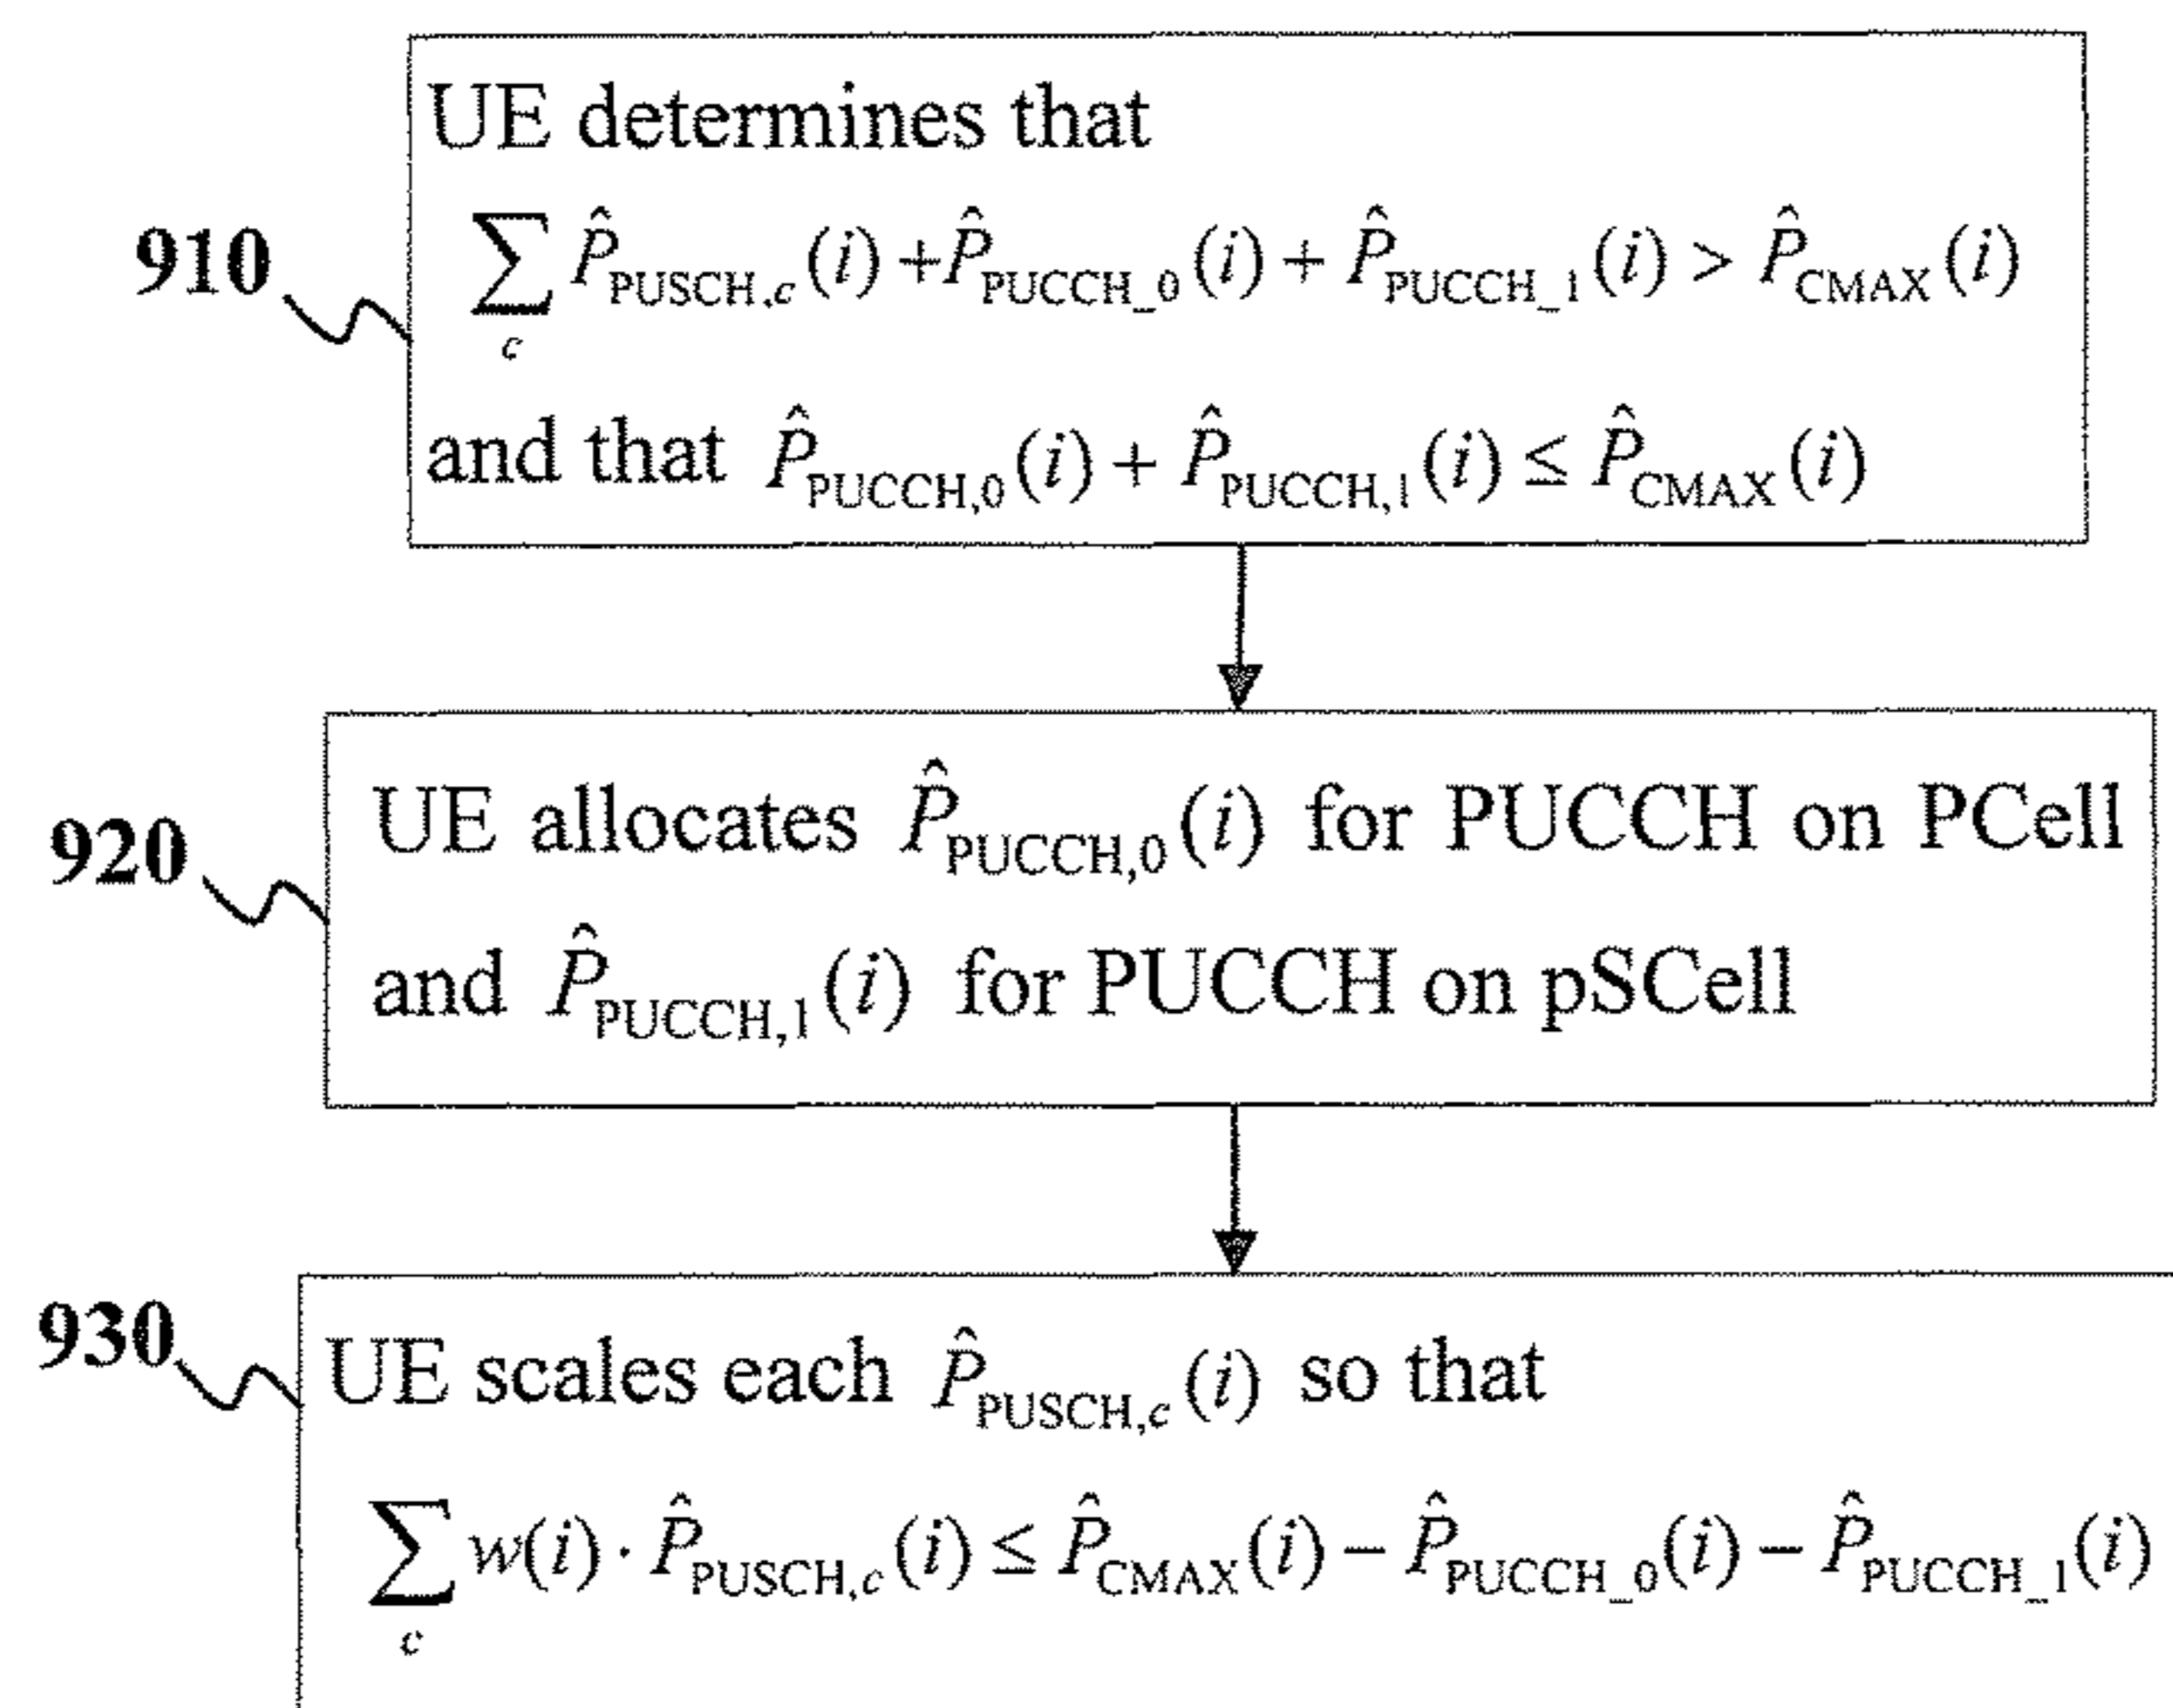 UE determines that
910
∑_c P̂_PUSCH,c(i) + P̂_PUCCH_0(i) + P̂_PUCCH_1(i) > P̂_CMAX(i)
and that P̂_PUCCH,0(i) + P̂_PUCCH,1(i) ≤ P̂_CMAX(i)
920
UE allocates P̂_PUCCH,0(i) for PUCCH on PCell
and P̂_PUCCH,1(i) for PUCCH on pSCell
930
UE scales each P̂_PUSCH,c(i) so that
∑_c w(i) · P̂_PUSCH,c(i) ≤ P̂_CMAX(i) − P̂_PUCCH_0(i) − P̂_PUCCH_1(i)